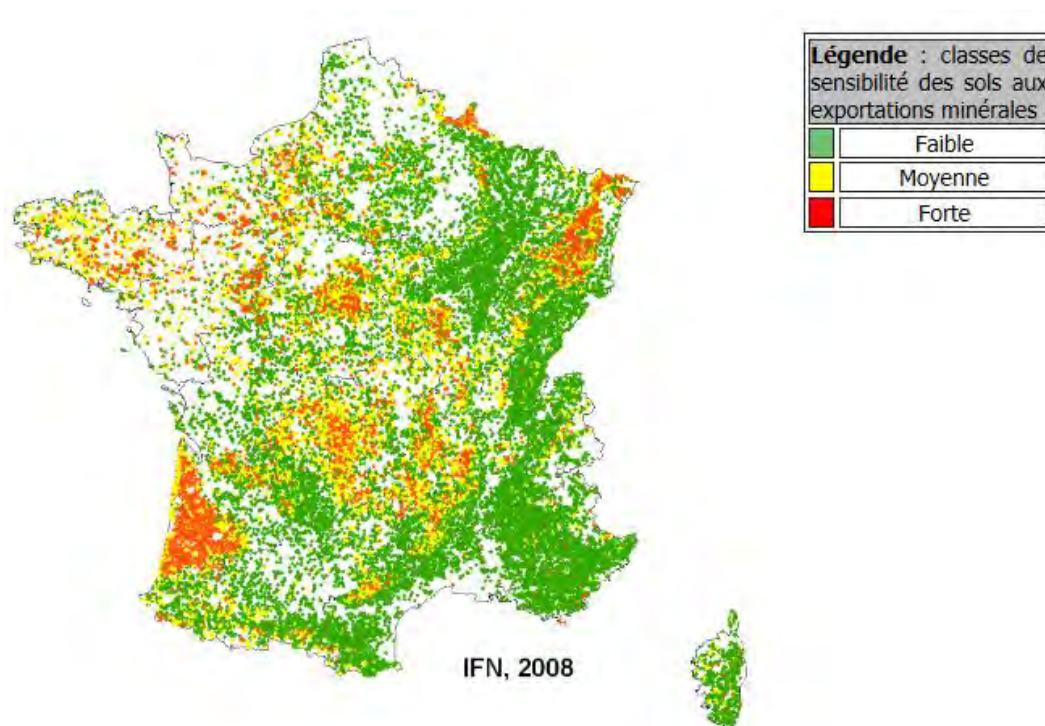 Légende : classes de
sensibilité des sols aux
exportations minérales
Faible
Moyenne
Forte
IFN, 2008